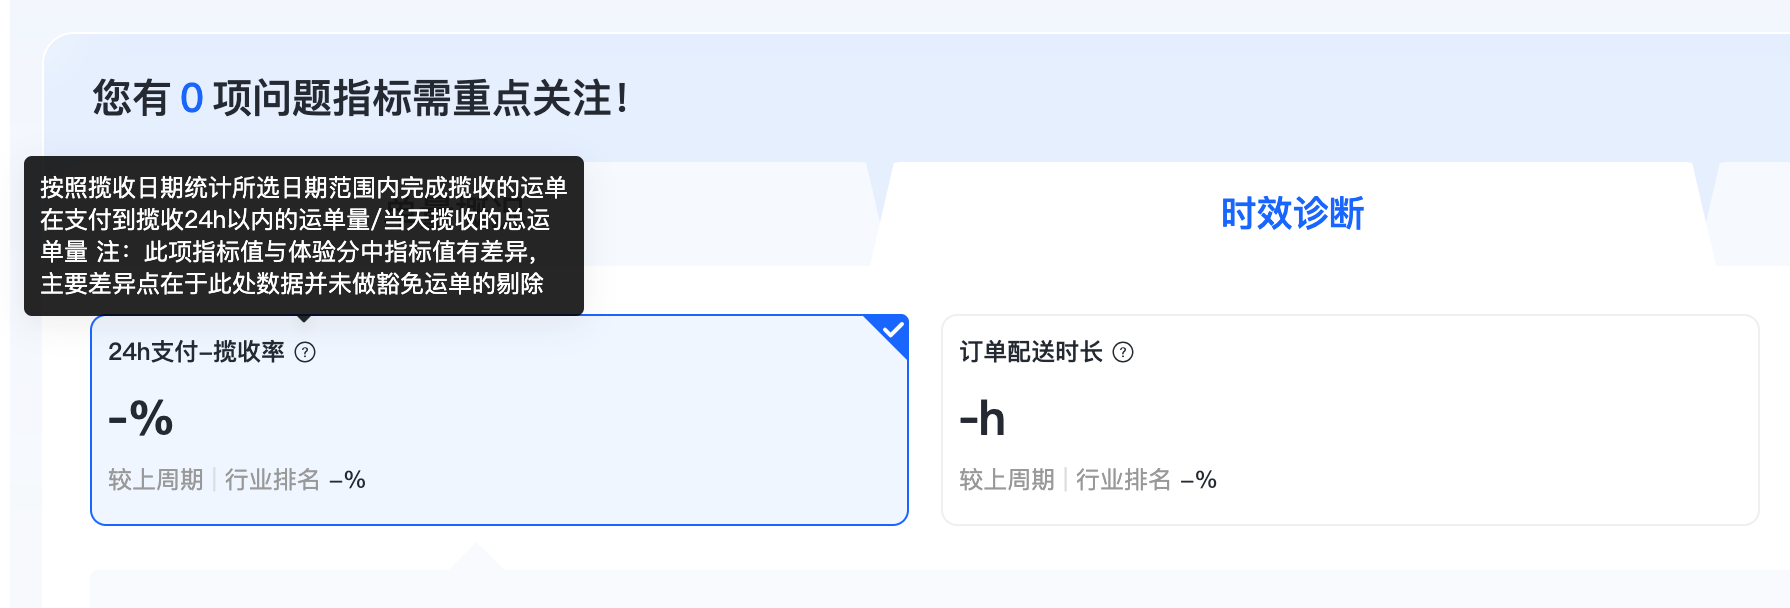 您有 0 项问题指标需重点关注！
按照揽收日期统计所选日期范围内完成揽收的运单
在支付到揽收24h以内的运单量/当天揽收的总运
单量 注：此项指标值与体验分中指标值有差异，
主要差异点在于此处数据并未做豁免运单的剔除
时效诊断
24h支付-揽收率 ?
-%
较上周期 | 行业排名 -%
订单配送时长 ?
-h
较上周期 | 行业排名 -%